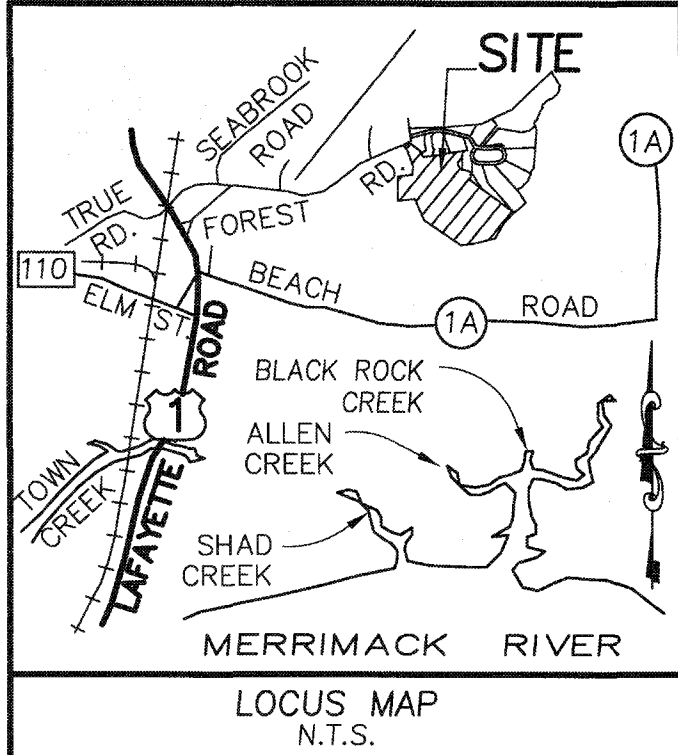 SITE
SEABROOK
ROAD
1A
TRUE
RD.
FOREST
RD.
110
ELM ST.
BEACH
1A
ROAD
ROAD
BLACK ROCK
CREEK
1
ALLEN
CREEK
TOWN
CREEK
LAFAYETTE
SHAD
CREEK
MERRIMACK RIVER
LOCUS MAP
N.T.S.